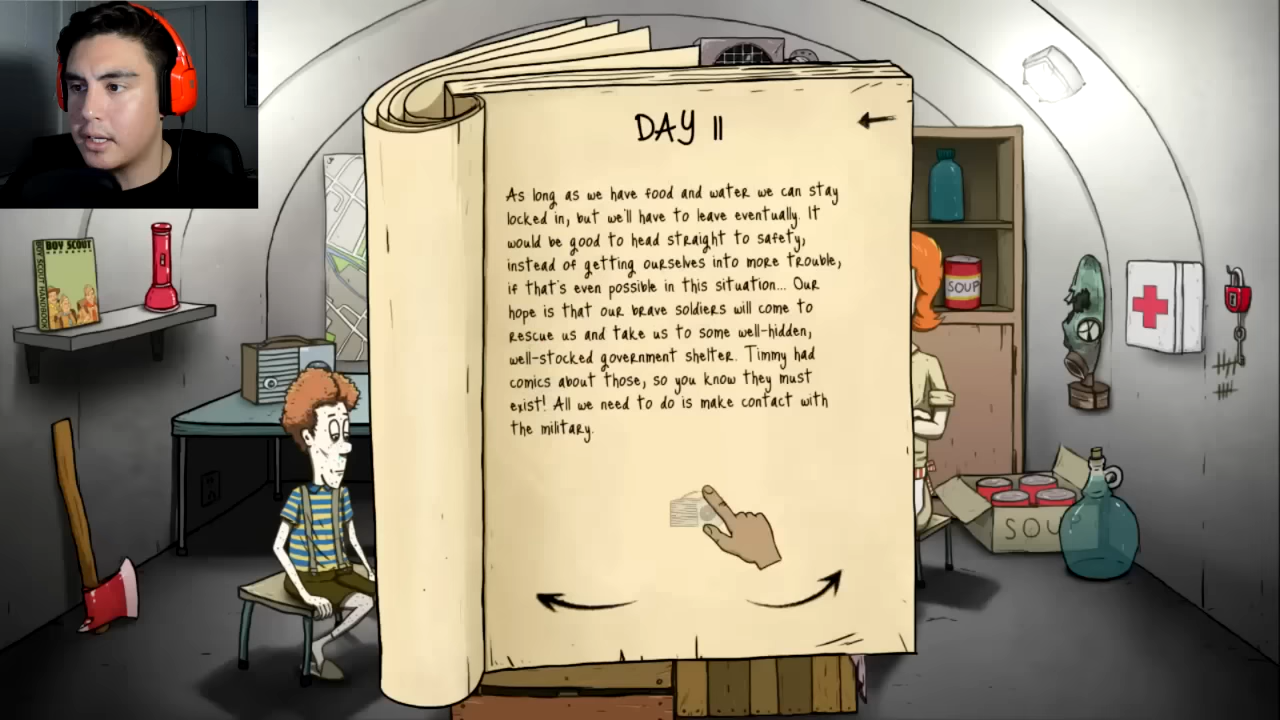 DAY 11
As long as we have food and water we can stay
locked in, but we'll have to leave eventually. It
would be good to head straight to safety,
instead of getting ourselves into more trouble,
if that's even possible in this situation... Our
hope is that our brave soldiers will come to
rescue us and take us to some well-hidden,
well-stocked government shelter. Timmy had
comics about those, so you know they must
exist! All we need to do is make contact with
the military.
BOY SCOUT
BOY SCOUT HANDBOOK
SOUP
SOU